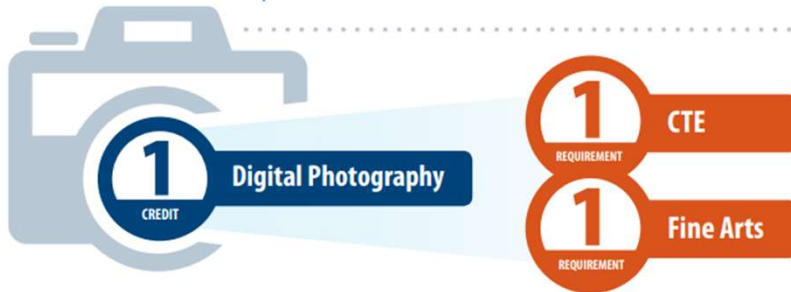 1
CREDIT
Digital Photography
1
REQUIREMENT
CTE
1
REQUIREMENT
Fine Arts